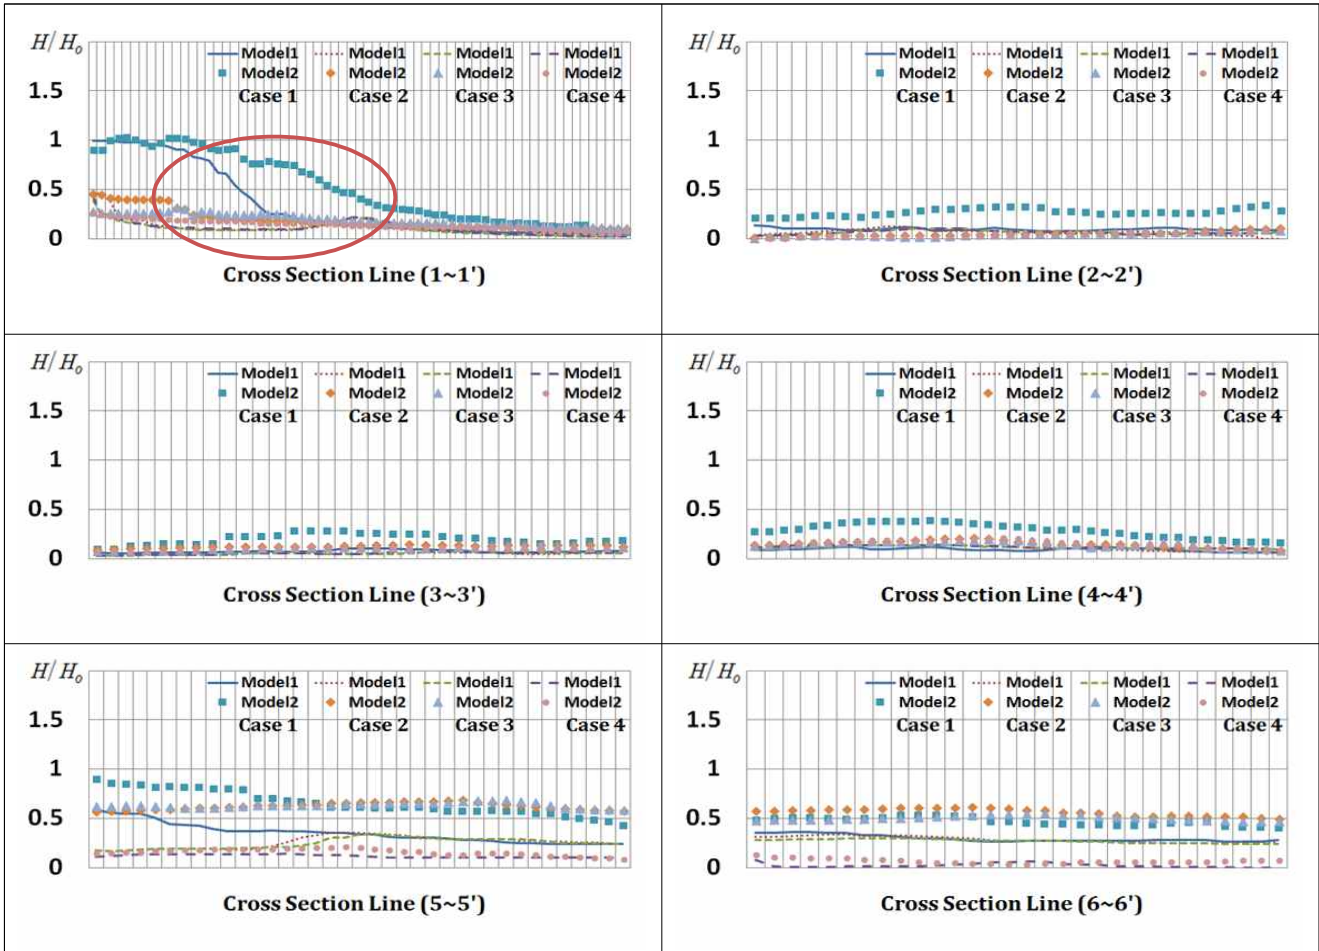 H/H₀
Model1 Model1 Model1 Model1
Model2 Model2 Model2 Model2
Case 1 Case 2 Case 3 Case 4
1.5
1
0.5
0
Cross Section Line (1~1')
H/H₀
Model1 Model1 Model1 Model1
Model2 Model2 Model2 Model2
Case 1 Case 2 Case 3 Case 4
1.5
1
0.5
0
Cross Section Line (2~2')
H/H₀
Model1 Model1 Model1 Model1
Model2 Model2 Model2 Model2
Case 1 Case 2 Case 3 Case 4
1.5
1
0.5
0
Cross Section Line (3~3')
H/H₀
Model1 Model1 Model1 Model1
Model2 Model2 Model2 Model2
Case 1 Case 2 Case 3 Case 4
1.5
1
0.5
0
Cross Section Line (4~4')
H/H₀
Model1 Model1 Model1 Model1
Model2 Model2 Model2 Model2
Case 1 Case 2 Case 3 Case 4
1.5
1
0.5
0
Cross Section Line (5~5')
H/H₀
Model1 Model1 Model1 Model1
Model2 Model2 Model2 Model2
Case 1 Case 2 Case 3 Case 4
1.5
1
0.5
0
Cross Section Line (6~6')